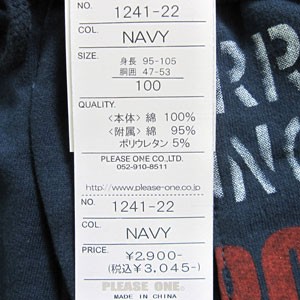 NO. 1241-22
COL. NAVY
SIZE.
身長 95-105
胴囲 47-53
100
QUALITY.
〈本体〉綿 100%
〈附属〉綿 95%
ポリウレタン 5%
PLEASE ONE CO.,LTD.
052-910-8511
http://www.please-one.co.jp
NO. 1241-22
COL. NAVY
PRICE.
¥2,900-
(税込¥3,045-)
PLEASE ONE.
MADE IN CHINA